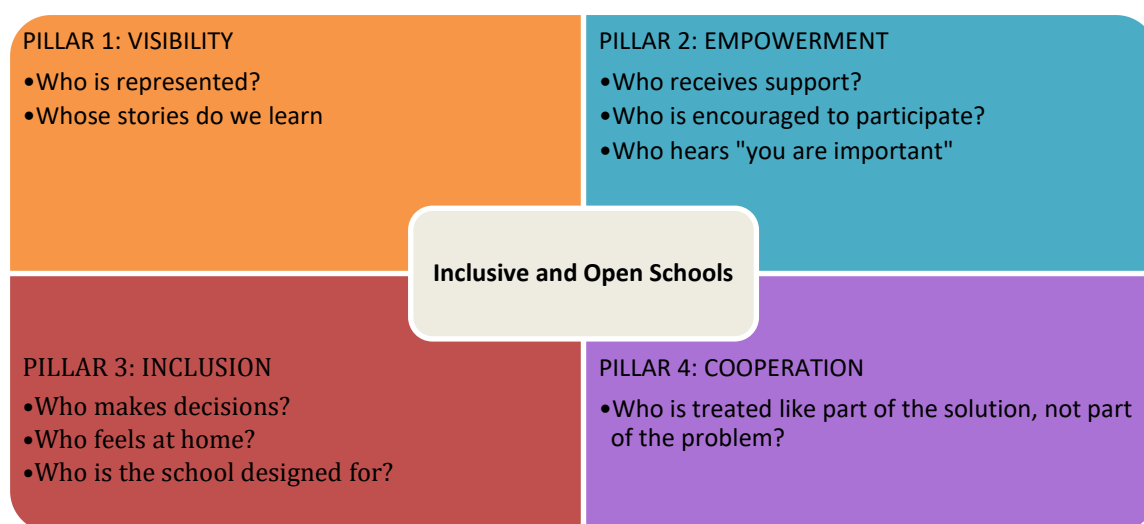 PILLAR 1: VISIBILITY
•Who is represented?
•Whose stories do we learn
PILLAR 2: EMPOWERMENT
•Who receives support?
•Who is encouraged to participate?
•Who hears "you are important"
Inclusive and Open Schools
PILLAR 3: INCLUSION
•Who makes decisions?
•Who feels at home?
•Who is the school designed for?
PILLAR 4: COOPERATION
•Who is treated like part of the solution, not part
of the problem?